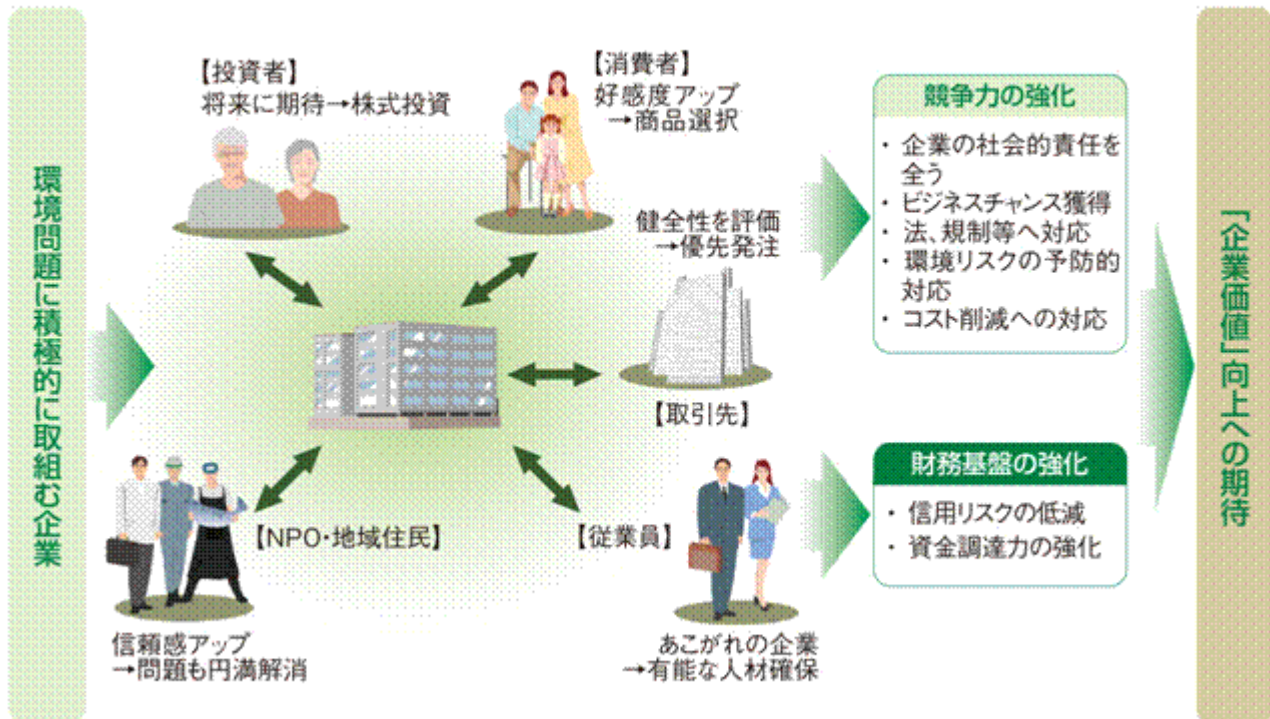 環境問題に積極的に取組む企業
【投資者】
将来に期待→株式投資
【消費者】
好感度アップ
→商品選択
健全性を評価
→優先発注
【取引先】
【NPO・地域住民】
信頼感アップ
→問題も円満解消
【従業員】
あこがれの企業
→有能な人材確保
競争力の強化
・ 企業の社会的責任を
全う
・ ビジネスチャンス獲得
・ 法、規制等へ対応
・ 環境リスクの予防的
対応
・ コスト削減への対応
財務基盤の強化
・ 信用リスクの低減
・ 資金調達力の強化
「企業価値」向上への期待